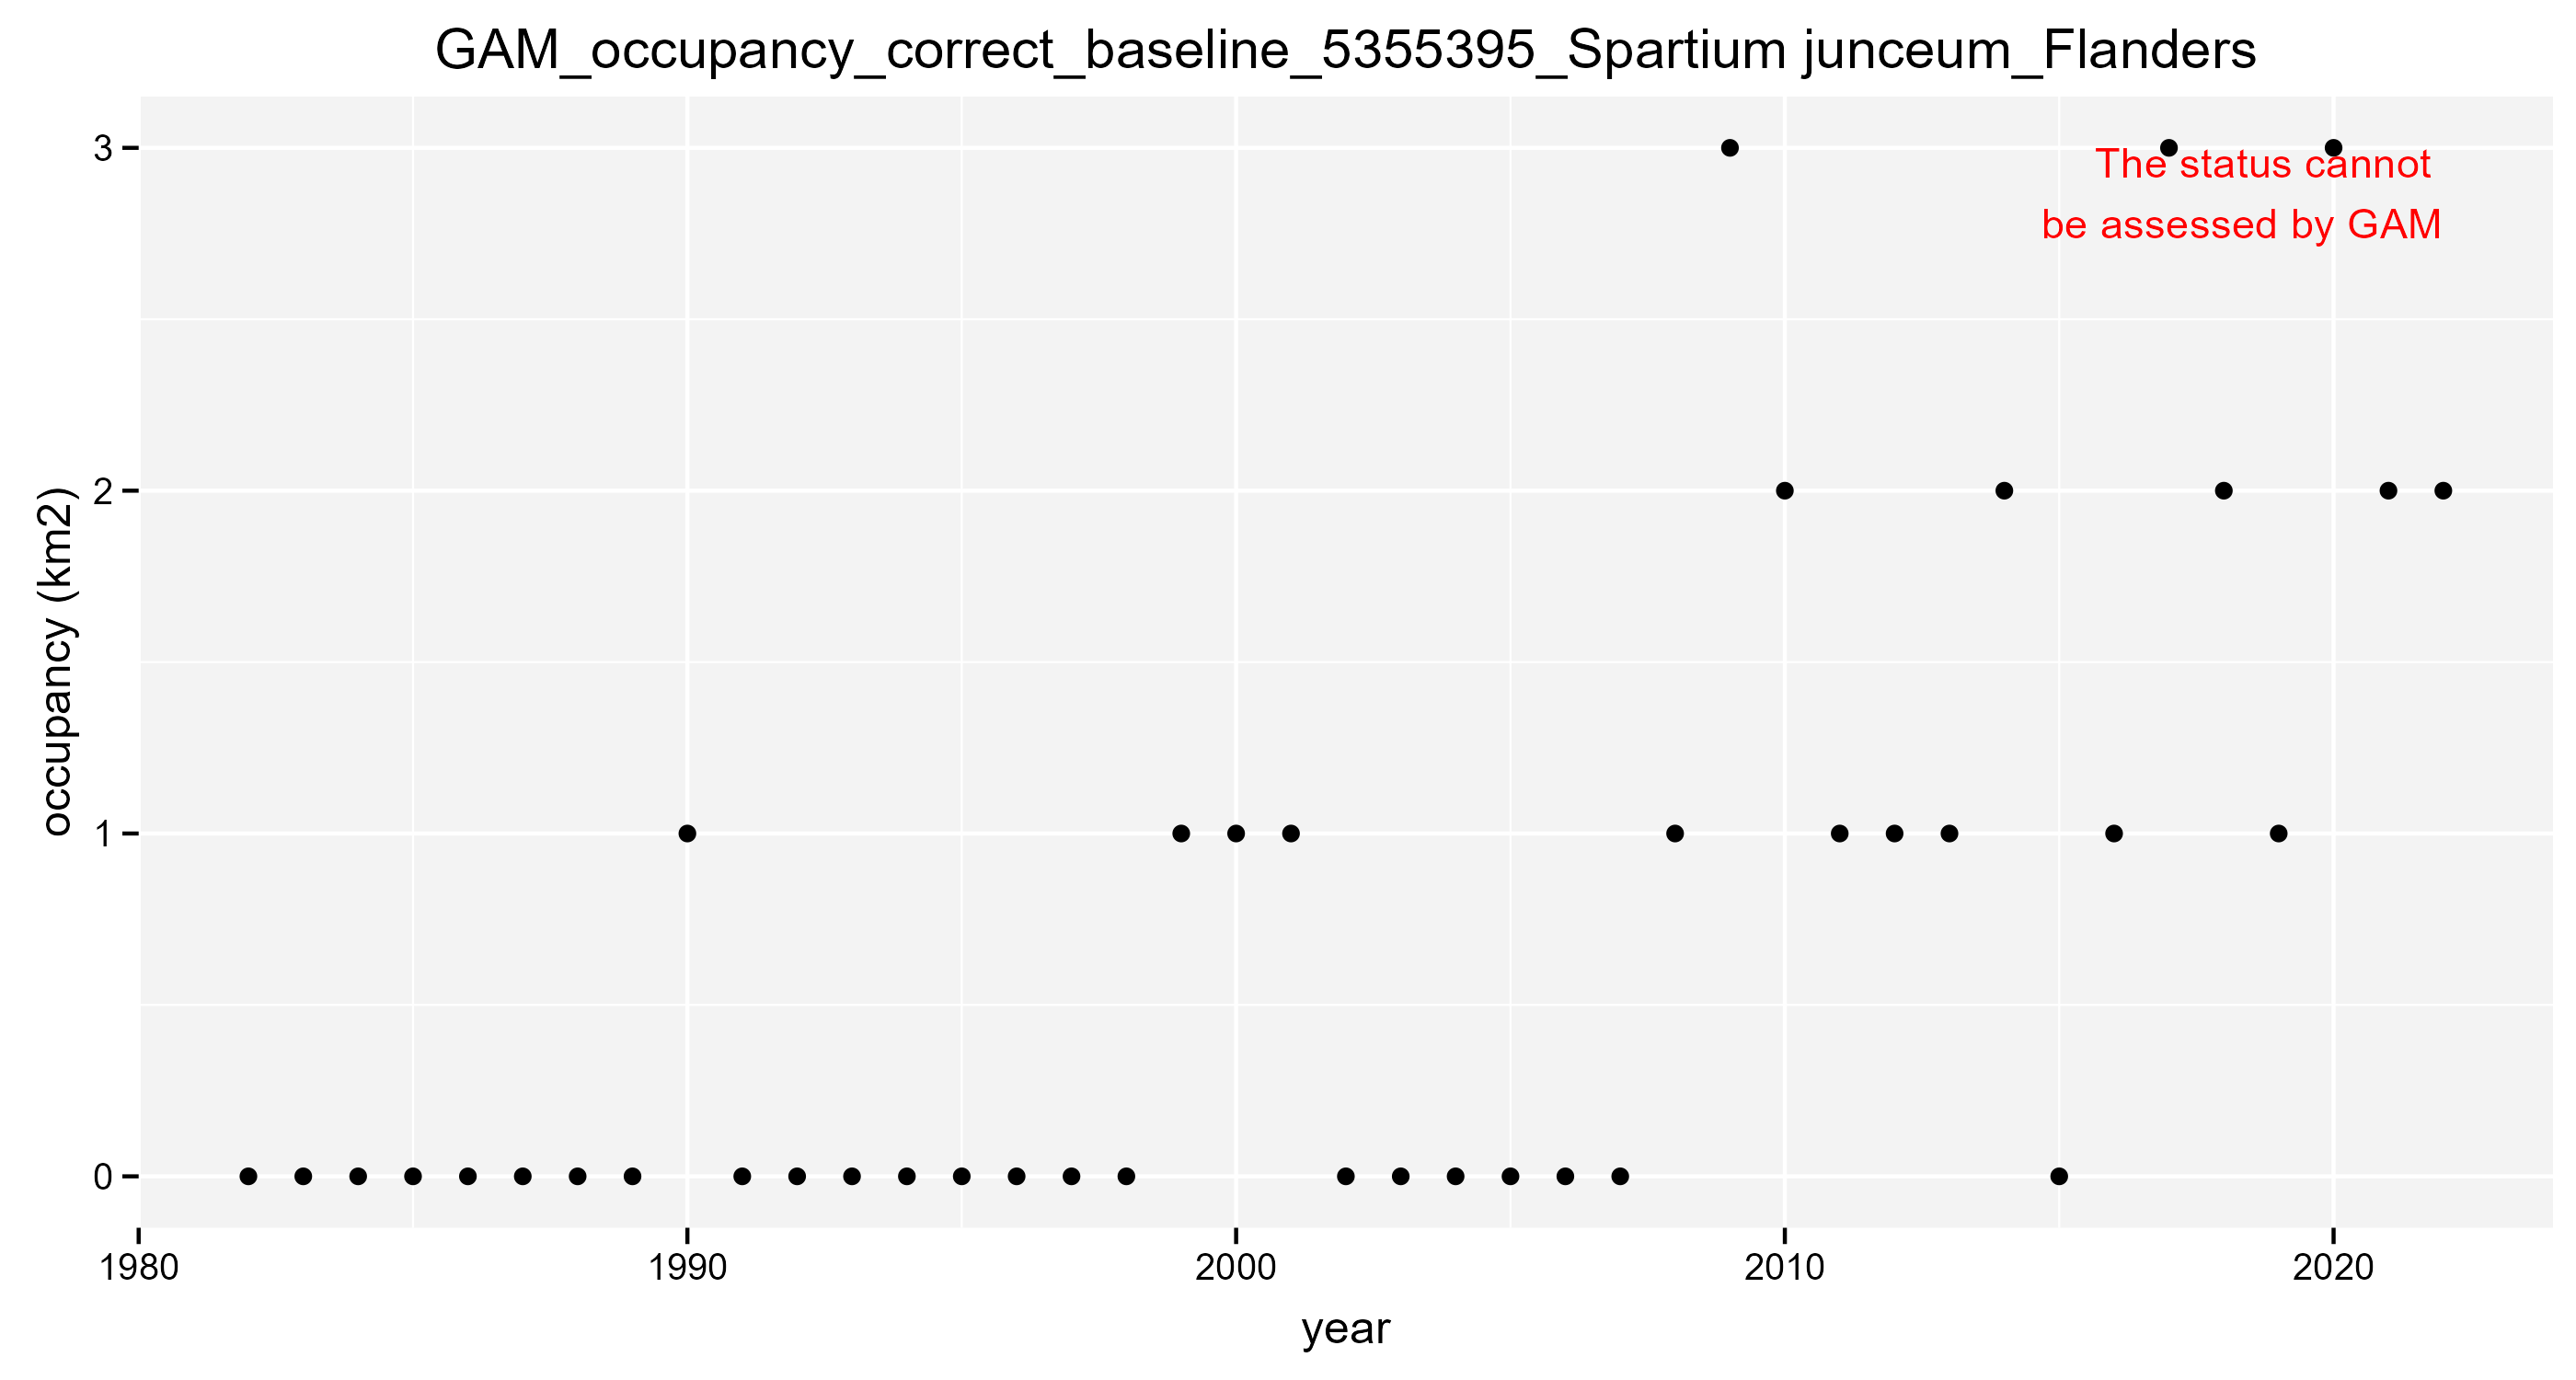 GAM_occupancy_correct_baseline_5355395_Spartium junceum_Flanders
The status cannot
be assessed by GAM
occupancy (km2)
3
2
1
0
1980 1990 2000 2010 2020
year